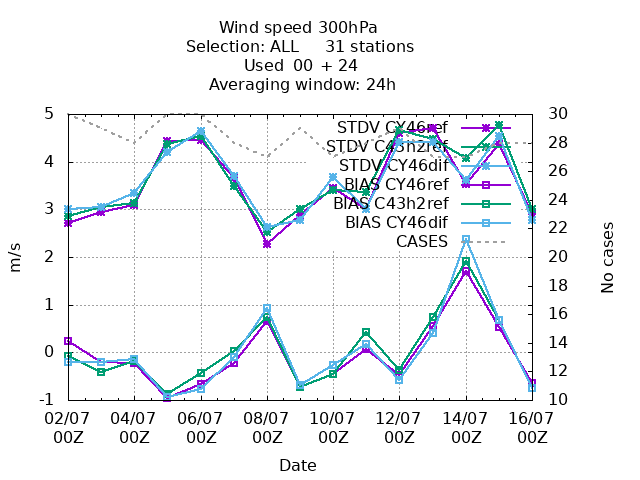 Wind speed 300hPa
Selection: ALL 31 stations
Used 00 + 24
Averaging window: 24h
5
4
3
2
1
0
-1
m/s
30
28
26
24
22
20
18
16
14
12
10
No cases
STDV CY46ref
STDV C43h2ref
STDV CY46dif
BIAS CY46ref
BIAS C43h2ref
BIAS CY46dif
CASES
02/07 04/07 06/07 08/07 10/07 12/07 14/07 16/07
00Z 00Z 00Z 00Z 00Z 00Z 00Z 00Z
Date